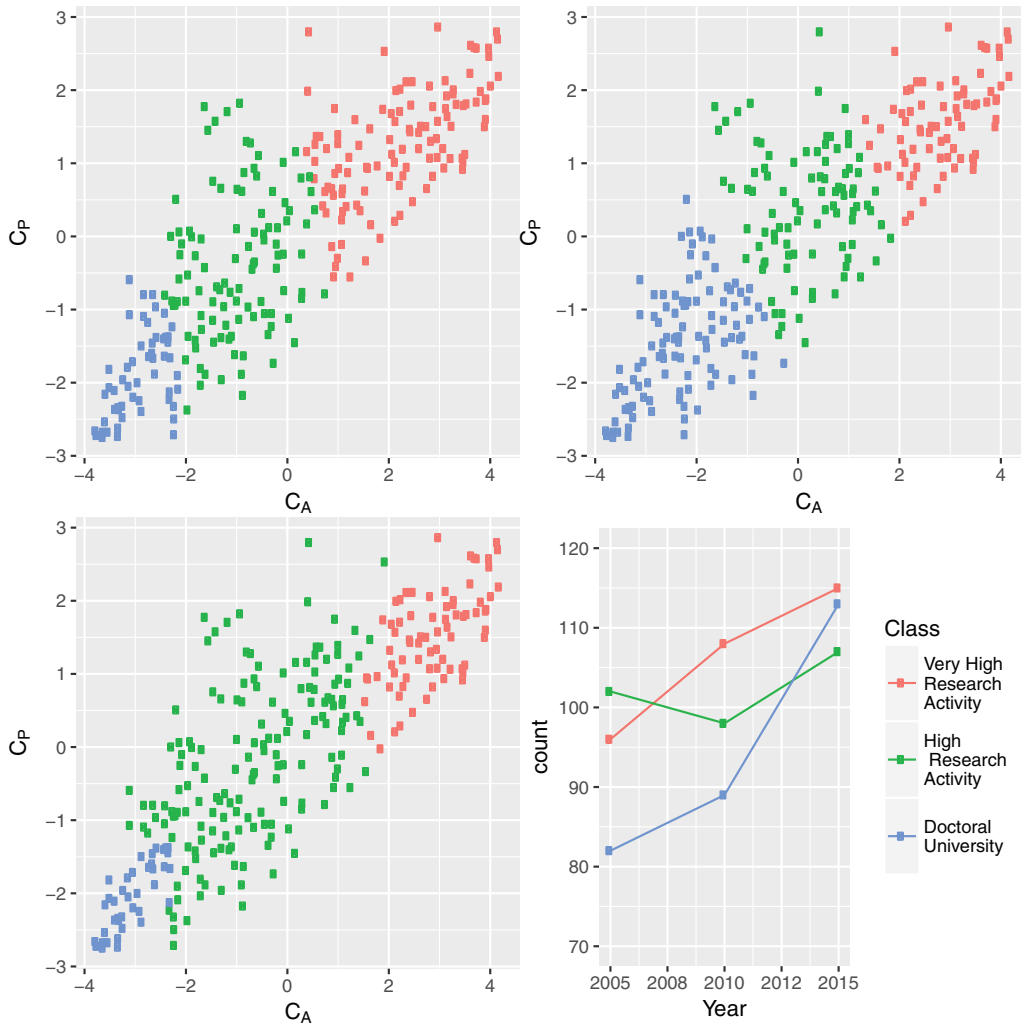 3
2
1
0
−1
−2
−3
C_P
−4 −2 0 2 4
C_A
3
2
1
0
−1
−2
−3
C_P
−4 −2 0 2 4
C_A
3
2
1
0
−1
−2
−3
C_P
−4 −2 0 2 4
C_A
120
110
100
90
80
70
count
2005 2008 2010 2012 2015
Year
Class
Very High
Research
Activity
High
Research
Activity
Doctoral
University